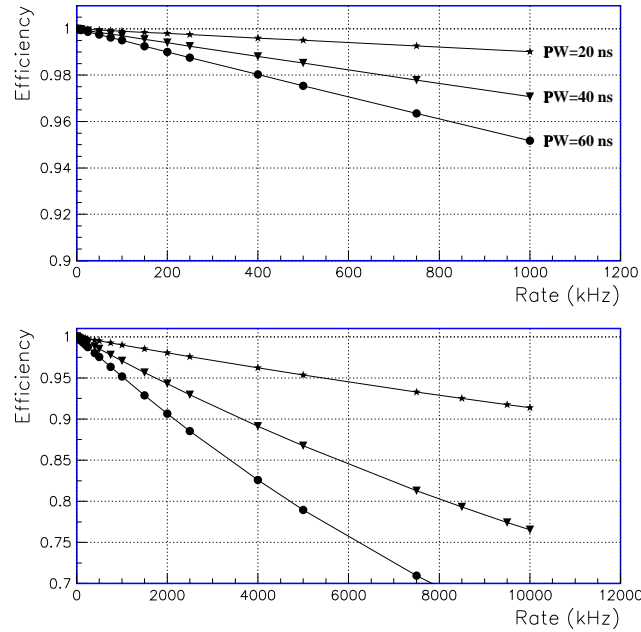 Efficiency
1
0.98
0.96
0.94
0.92
0.9
PW=20 ns
PW=40 ns
PW=60 ns
0 200 400 600 800 1000 1200
Rate (kHz)
Efficiency
1
0.95
0.9
0.85
0.8
0.75
0.7
0 2000 4000 6000 8000 10000 12000
Rate (kHz)